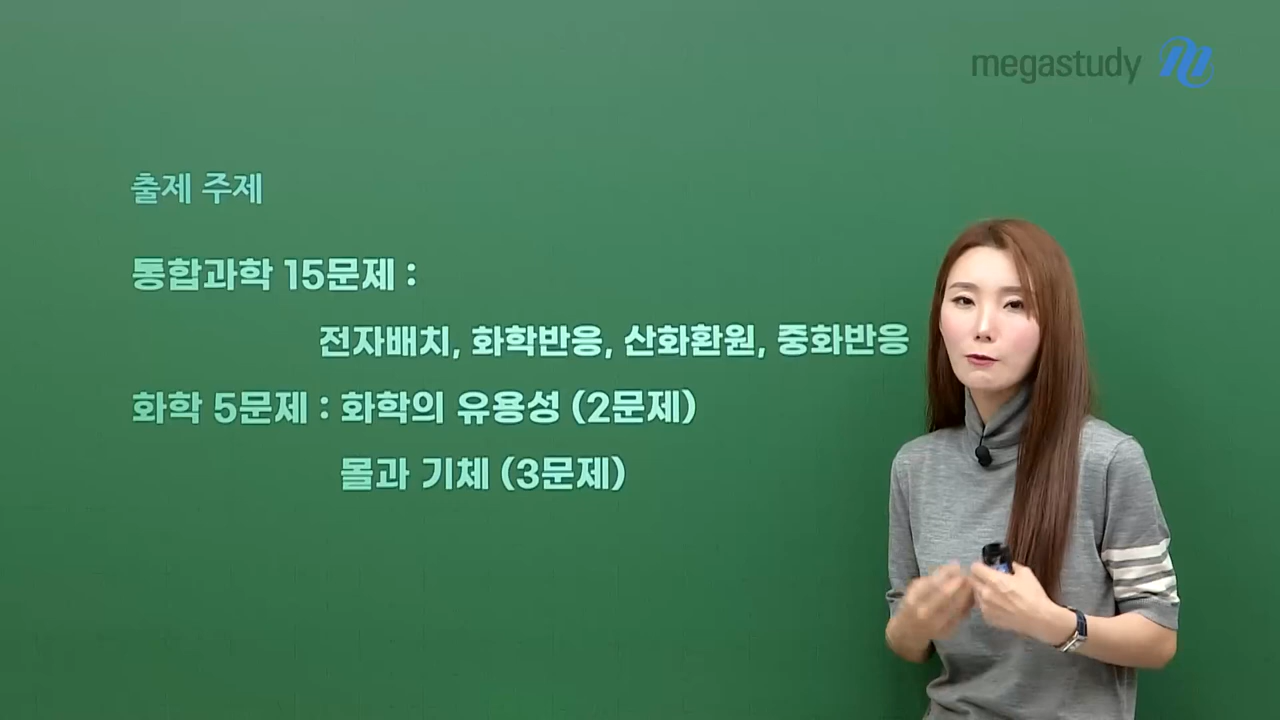 megastudy
출제 주제
통합과학 15문제 :
전자배치, 화학반응, 산화환원, 중화반응
화학 5문제 : 화학의 유용성 (2문제)
몰과 기체 (3문제)